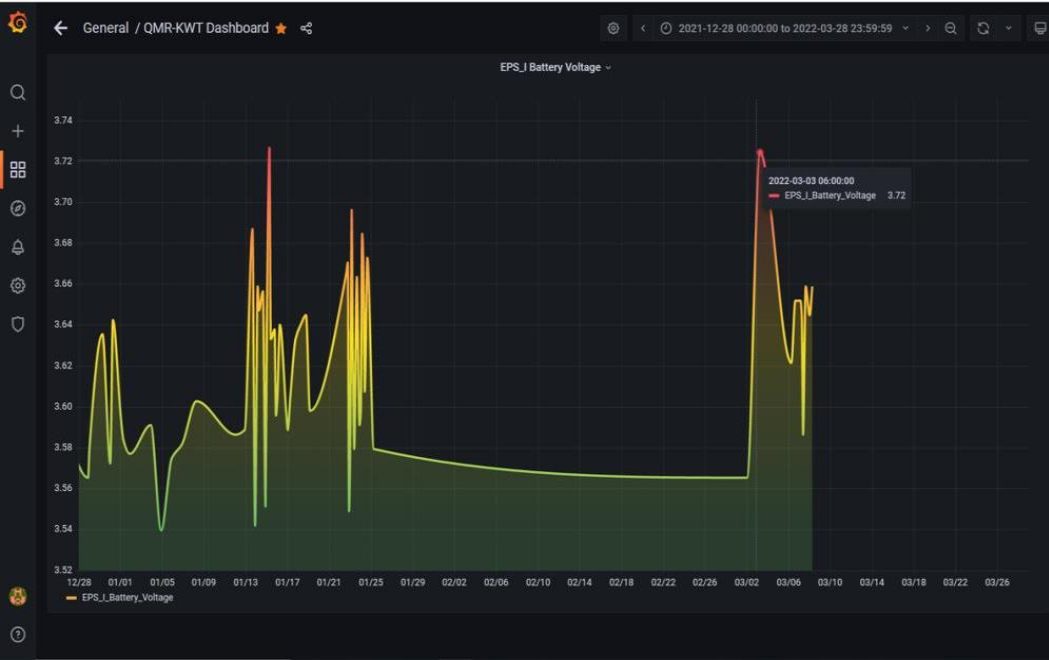 General / QMR-KWT Dashboard
2021-12-28 00:00:00 to 2022-03-28 23:59:59
EPS_I Battery Voltage
3.74
3.72
3.70
3.68
3.66
3.64
3.62
3.60
3.58
3.56
3.54
3.52
2022-03-03 06:00:00
EPS_I_Battery_Voltage 3.72
12/28 01/01 01/05 01/09 01/13 01/17 01/21 01/25 01/29 02/02 02/06 02/10 02/14 02/18 02/22 02/26 03/02 03/06 03/10 03/14 03/18 03/22 03/26
EPS_I_Battery_Voltage